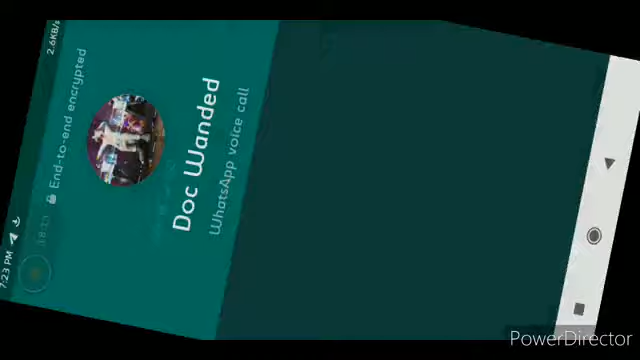 7:23 PM
2.6KB/s
End-to-end encrypted
Doc Wanded
WhatsApp voice call
PowerDirector